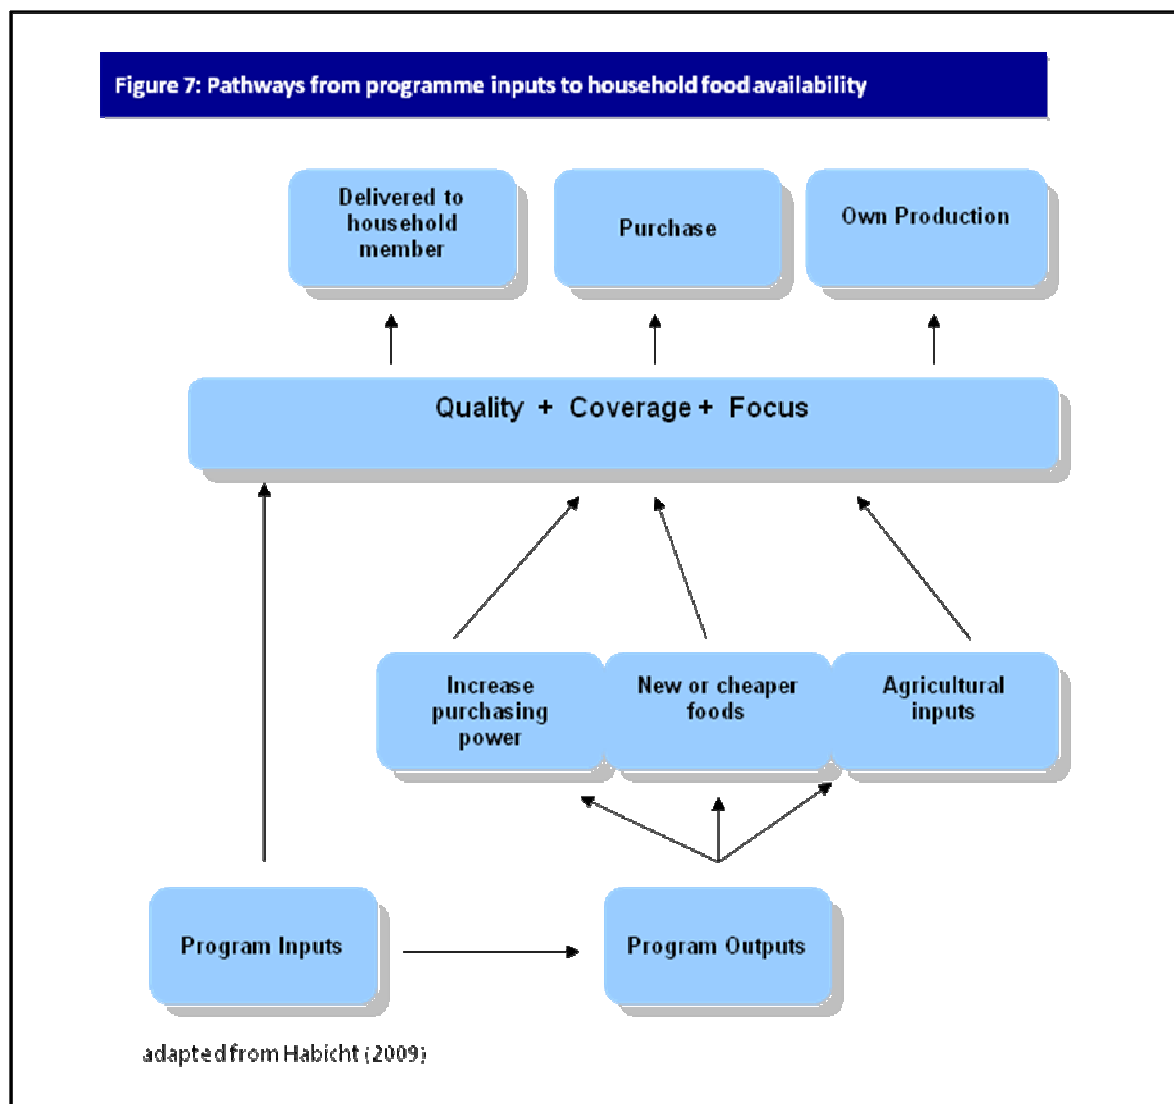 Figure 7: Pathways from programme inputs to household food availability
Delivered to
household
member
Purchase
Own Production
Quality + Coverage + Focus
Increase
purchasing
power
New or cheaper
foods
Agricultural
inputs
Program Inputs
Program Outputs
adapted from Habicht (2009)